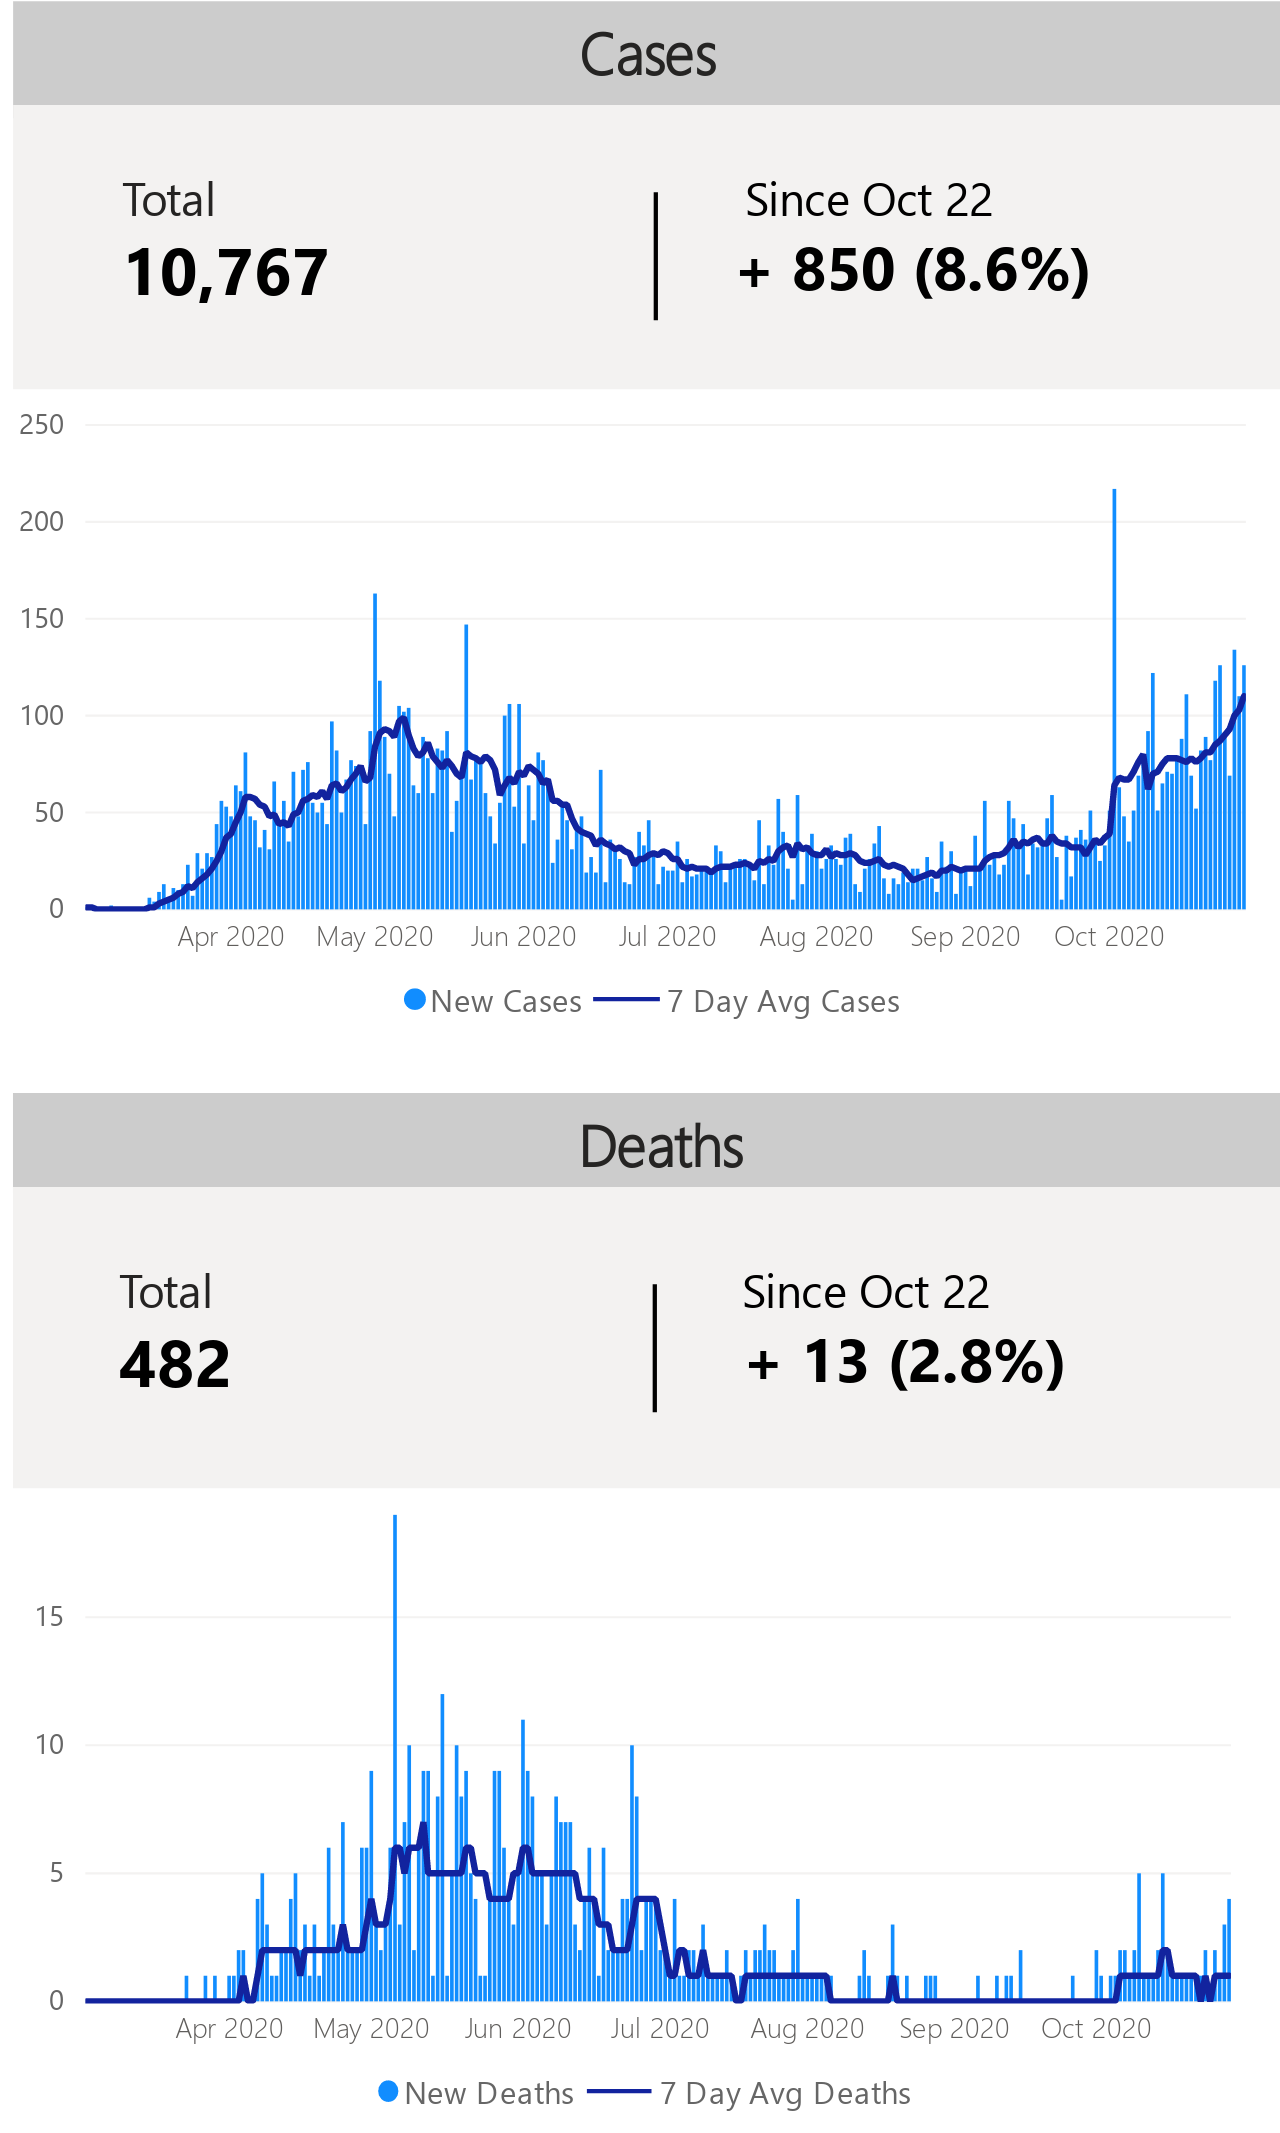 Cases
Total
Since Oct 22
10,767
+ 850 (8.6%)
250
200
150
100
50
0
Apr 2020 May 2020 Jun 2020 Jul 2020 Aug 2020 Sep 2020 Oct 2020
New Cases 7 Day Avg Cases
Deaths
Total
Since Oct 22
482
+ 13 (2.8%)
15
10
5
0
Apr 2020 May 2020 Jun 2020 Jul 2020 Aug 2020 Sep 2020 Oct 2020
New Deaths 7 Day Avg Deaths